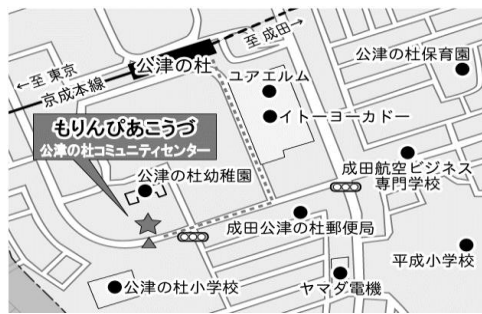 至 成田→
公津の杜
←至 東京
京成本線
公津の杜保育園
ユアエルム
イトーヨーカドー
もりんぴあこうづ
公津の杜コミュニティセンター
公津の杜幼稚園
成田航空ビジネス
専門学校
成田公津の杜郵便局
平成小学校
公津の杜小学校
ヤマダ電機